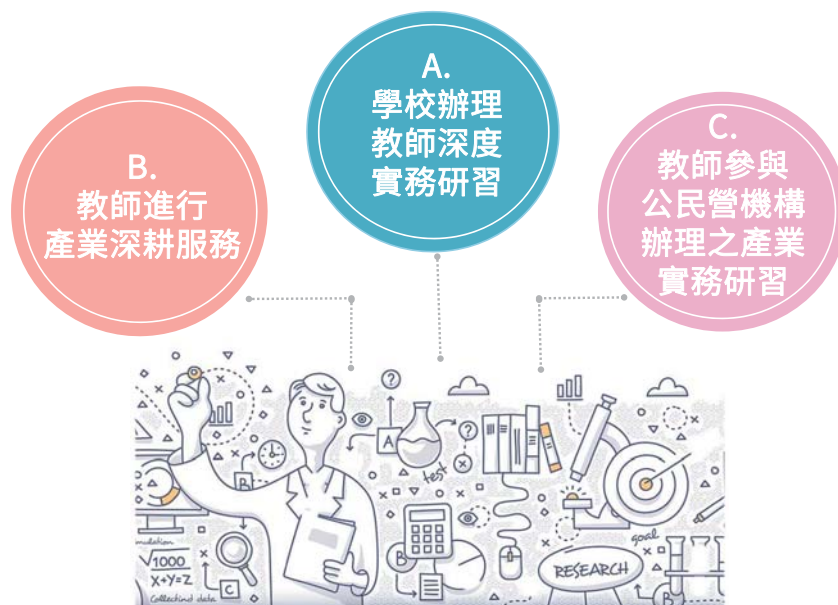 A.
學校辦理
教師深度
實務研習
B.
教師進行
產業深耕服務
C.
教師參與
公民營機構
辦理之產業
實務研習
?
A
?
test
B
B
√1000
X+Y=Z
Collectind data
C
goal
RESEARCH
B